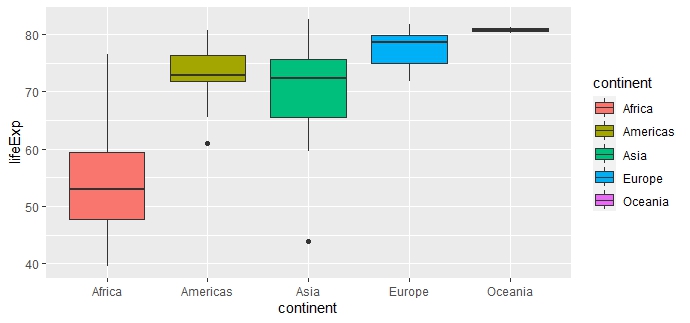 80
70
60
50
40
lifeExp
Africa Americas Asia Europe Oceania
continent
continent
Africa
Americas
Asia
Europe
Oceania